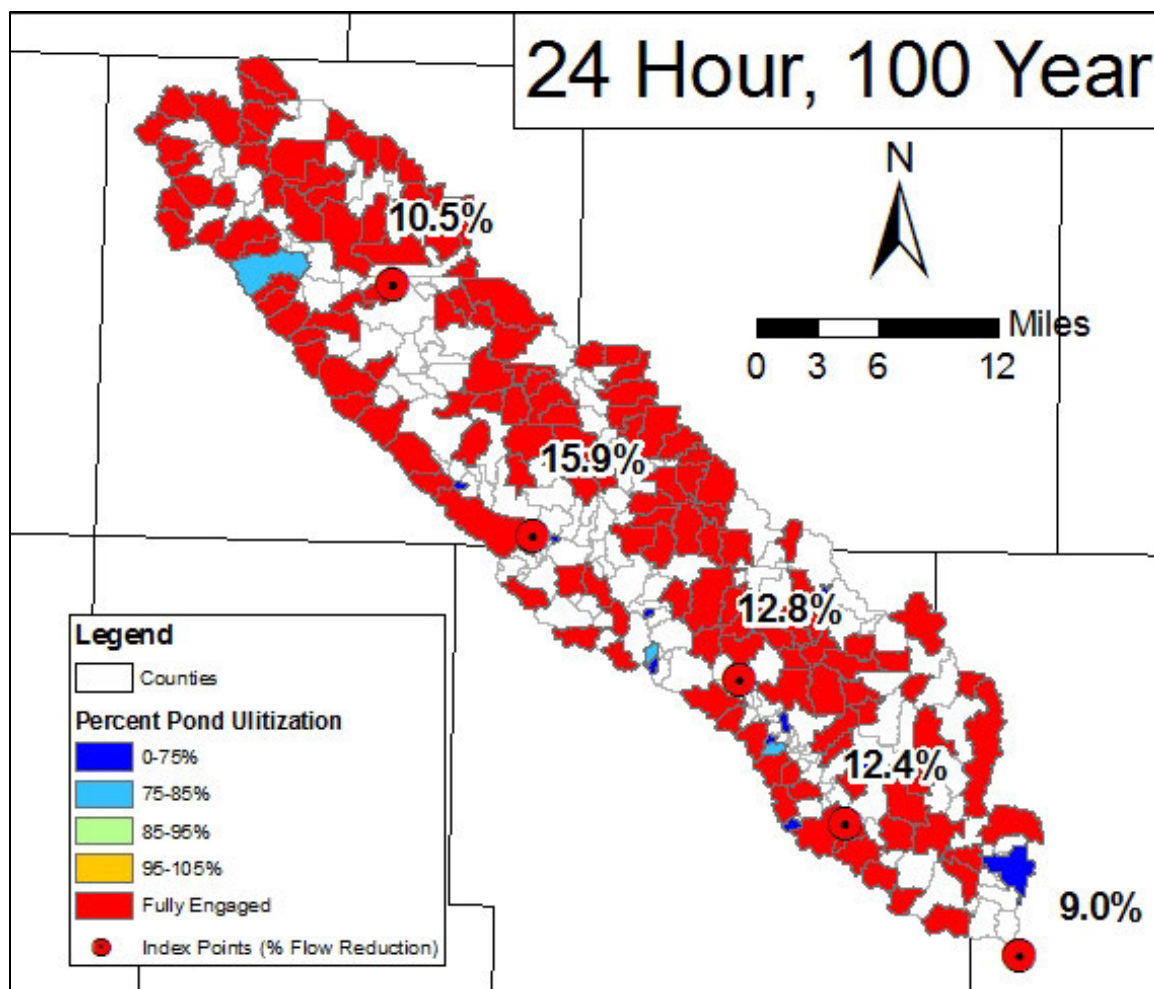 24 Hour, 100 Year
N
10.5%
Miles
0 3 6 12
15.9%
12.8%
12.4%
9.0%
Legend
Counties
Percent Pond Ulitization
0-75%
75-85%
85-95%
95-105%
Fully Engaged
Index Points (% Flow Reduction)